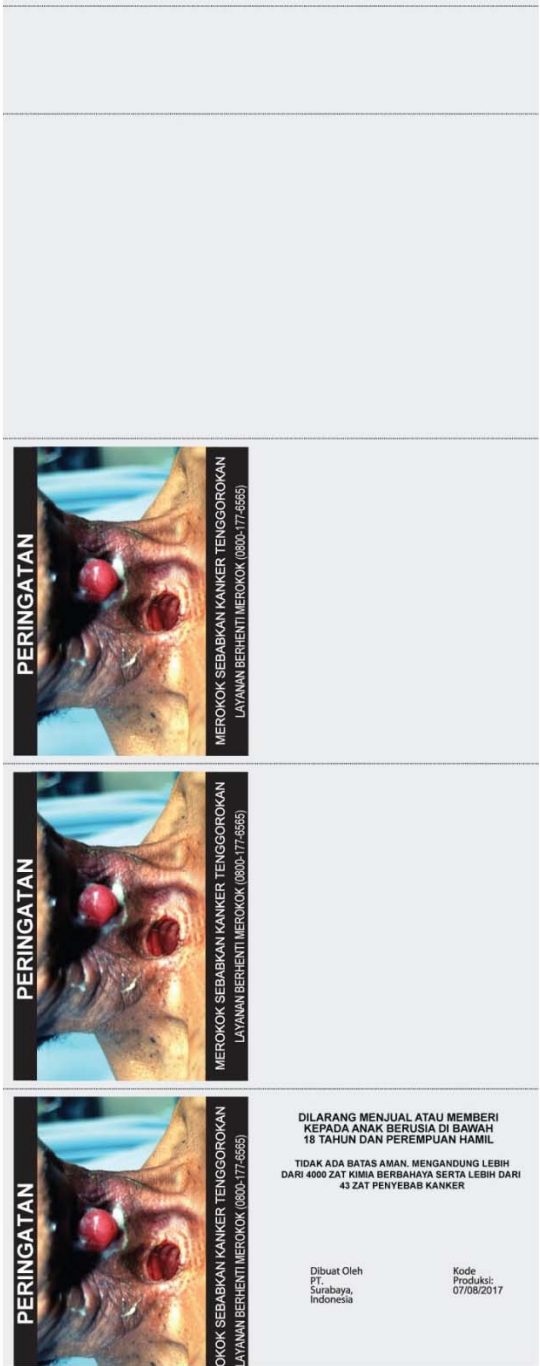 PERINGATAN
MEROKOK SEBABKAN KANKER TENGGOROKAN
LAYANAN BERHENTI MEROKOK (0800-177-6565)
PERINGATAN
MEROKOK SEBABKAN KANKER TENGGOROKAN
LAYANAN BERHENTI MEROKOK (0800-177-6565)
PERINGATAN
OKOK SEBABKAN KANKER TENGGOROKAN
LAYANAN BERHENTI MEROKOK (0800-177-6565)
DILARANG MENJUAL ATAU MEMBERI
KEPADA ANAK BERUSIA DI BAWAH
18 TAHUN DAN PEREMPUAN HAMIL
TIDAK ADA BATAS AMAN. MENGANDUNG LEBIH
DARI 4000 ZAT KIMIA BERBAHAYA SERTA LEBIH DARI
43 ZAT PENYEBAB KANKER
Dibuat Oleh
PT.
Surabaya,
Indonesia
Kode
Produksi:
07/08/2017